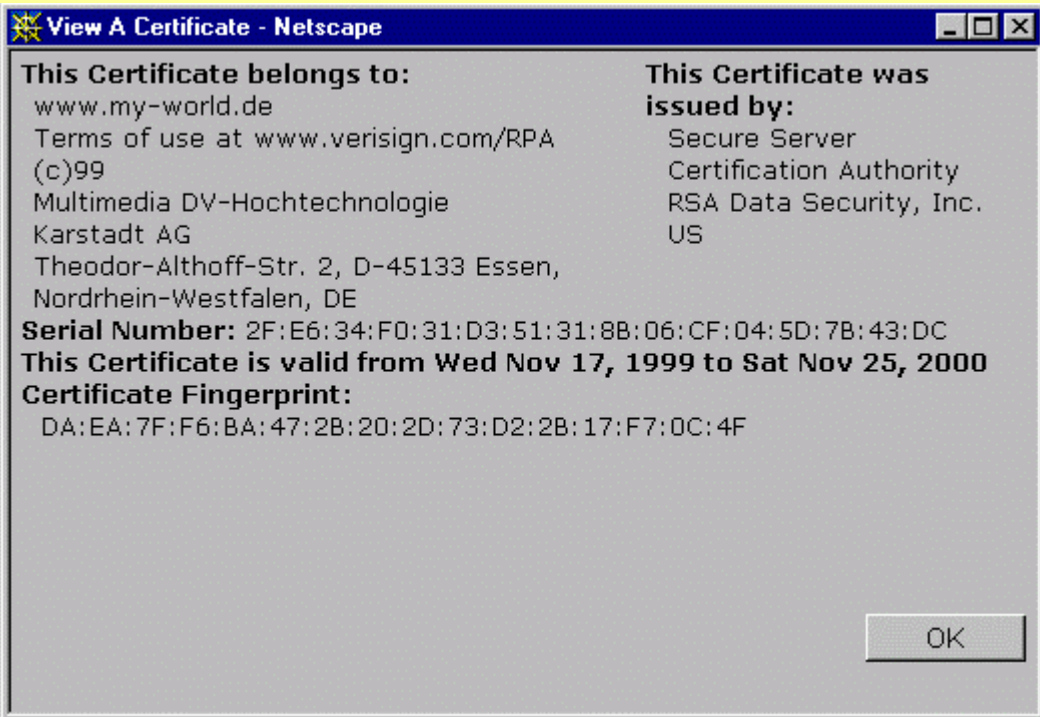 View A Certificate - Netscape
This Certificate belongs to:
www.my-world.de
Terms of use at www.verisign.com/RPA
(c)99
Multimedia DV-Hochtechnologie
Karstadt AG
Theodor-Althoff-Str. 2, D-45133 Essen,
Nordrhein-Westfalen, DE
This Certificate was
issued by:
Secure Server
Certification Authority
RSA Data Security, Inc.
US
Serial Number: 2F:E6:34:F0:31:D3:51:31:8B:06:CF:04:5D:7B:43:DC
This Certificate is valid from Wed Nov 17, 1999 to Sat Nov 25, 2000
Certificate Fingerprint:
DA:EA:7F:F6:BA:47:2B:20:2D:73:D2:2B:17:F7:0C:4F
OK